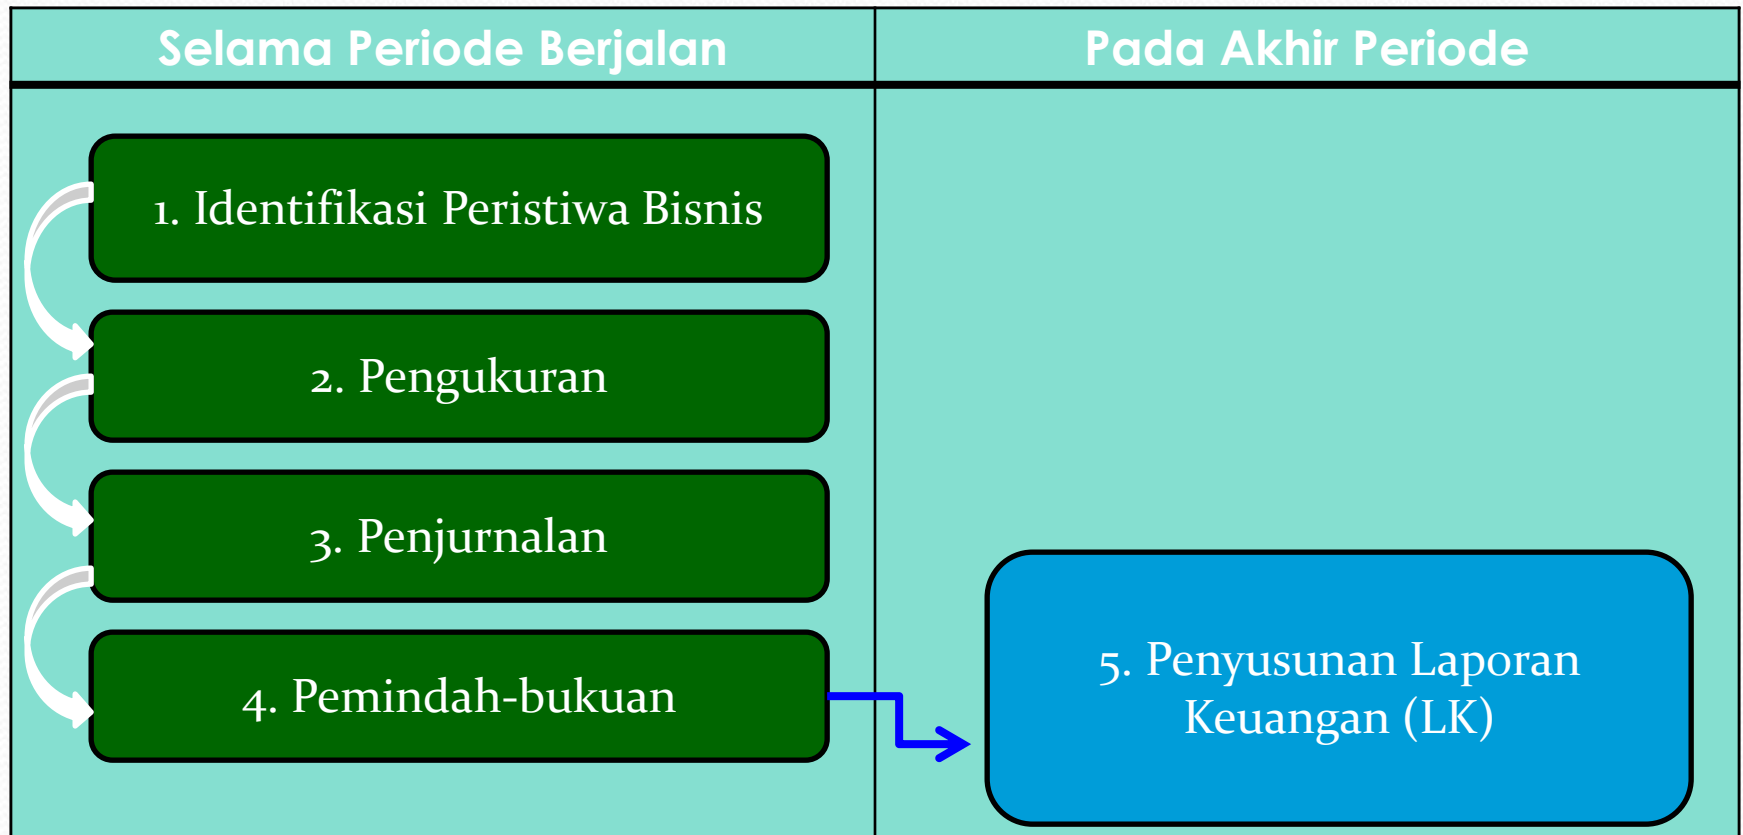 Selama Periode Berjalan
Pada Akhir Periode
1. Identifikasi Peristiwa Bisnis
2. Pengukuran
3. Penjurnalan
4. Pemindah-bukuan
5. Penyusunan Laporan
Keuangan (LK)